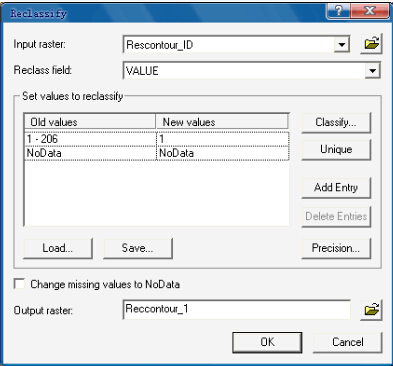 Reclassify
Input raster: Rescontour_ID
Reclass field: VALUE
Set values to reclassify
Old values New values
1 - 206 1
NoData NoData
Classify...
Unique
Add Entry
Delete Entries
Load... Save... Precision...
Change missing values to NoData
Output raster: Reccontour_1
OK Cancel